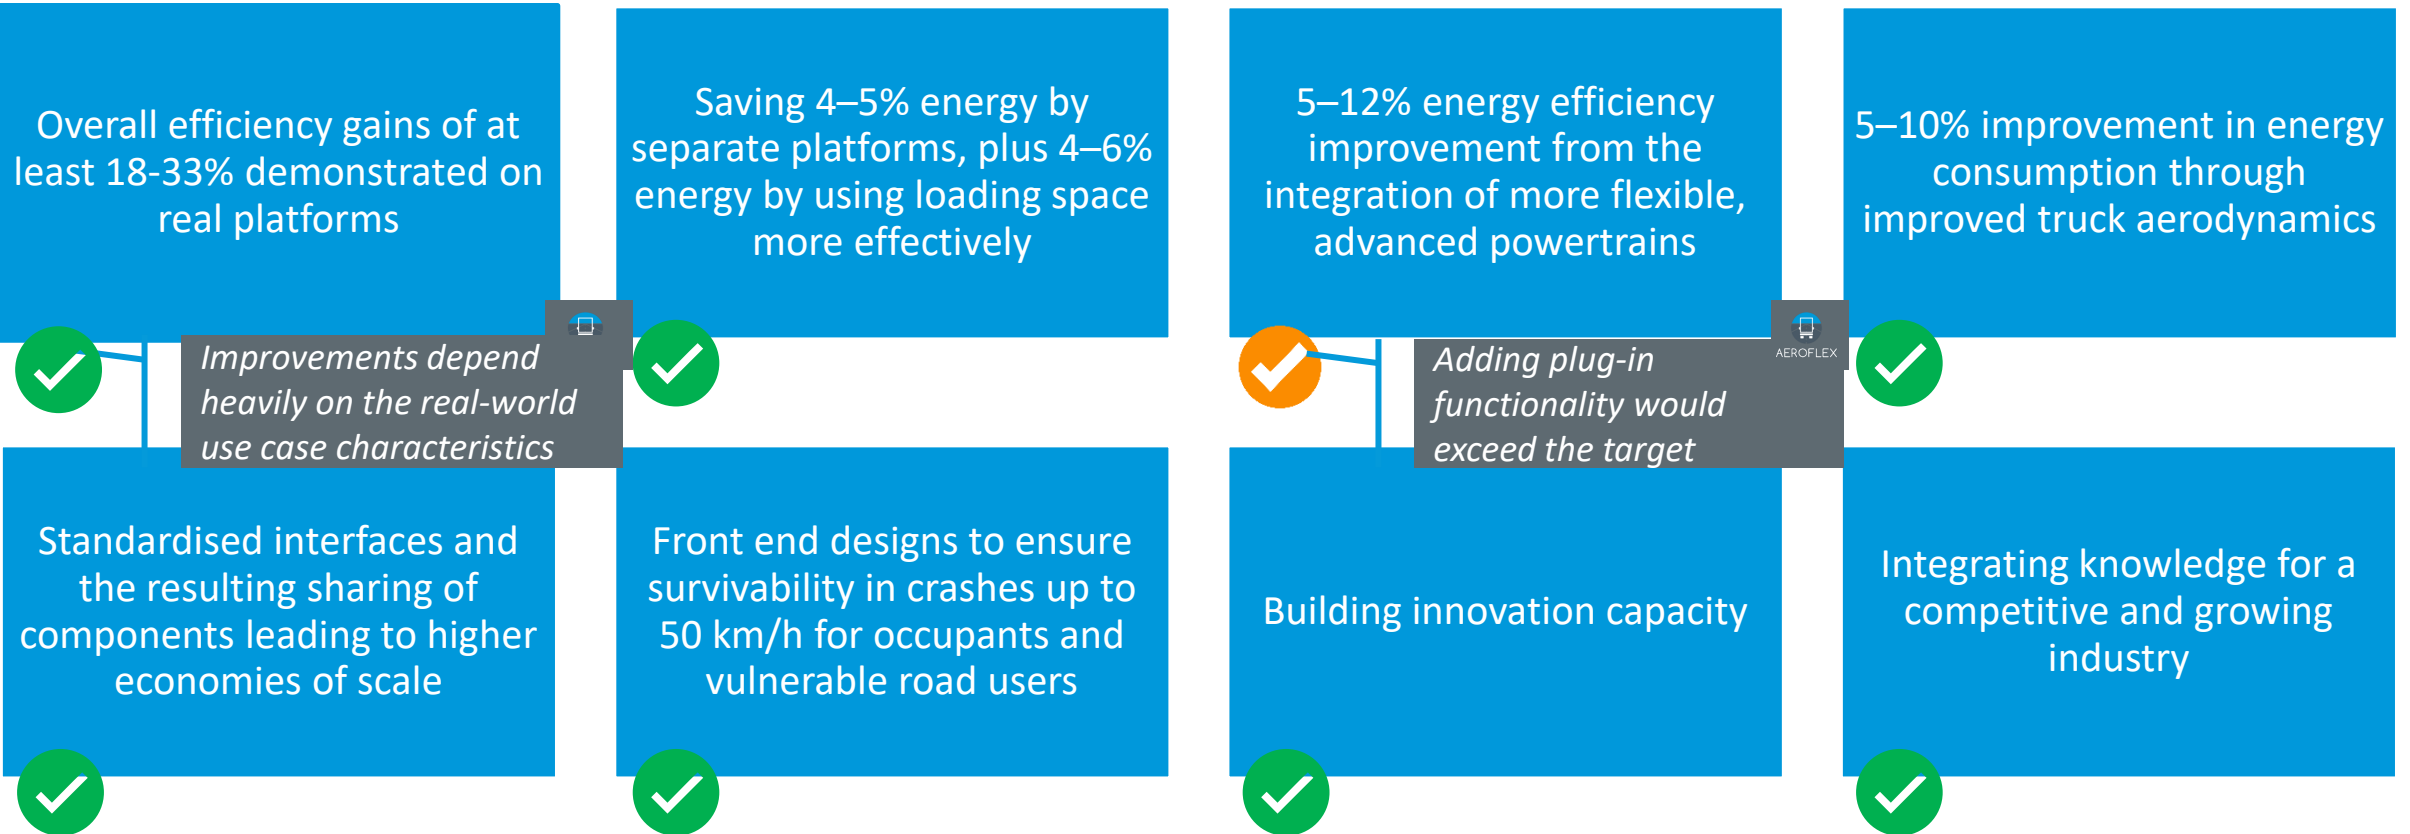 Overall efficiency gains of at
least 18-33% demonstrated on
real platforms
Saving 4–5% energy by
separate platforms, plus 4–6%
energy by using loading space
more effectively
5–12% energy efficiency
improvement from the
integration of more flexible,
advanced powertrains
5–10% improvement in energy
consumption through
improved truck aerodynamics
Improvements depend
heavily on the real-world
use case characteristics
Adding plug-in
functionality would
exceed the target
AEROFLEX
Standardised interfaces and
the resulting sharing of
components leading to higher
economies of scale
Front end designs to ensure
survivability in crashes up to
50 km/h for occupants and
vulnerable road users
Building innovation capacity
Integrating knowledge for a
competitive and growing
industry